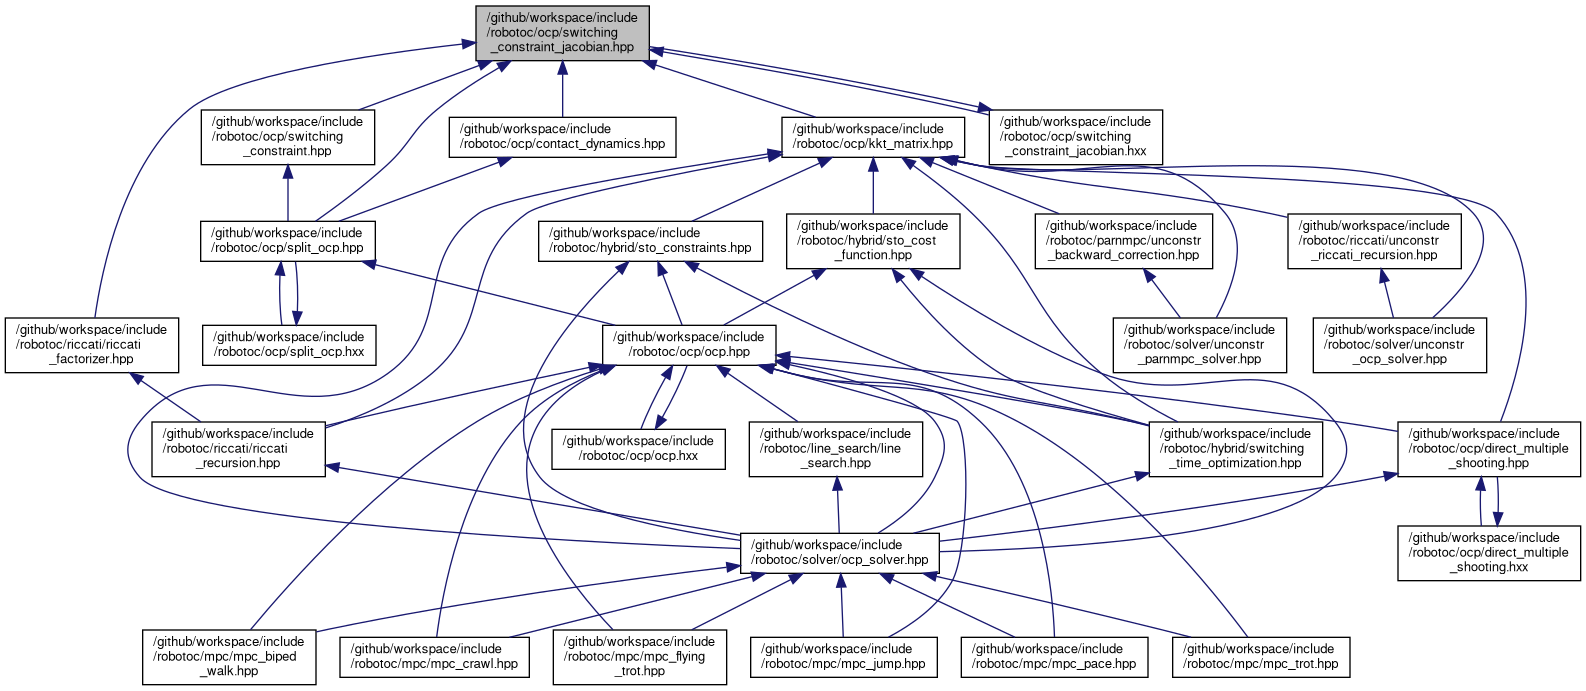 /github/workspace/include
/robotoc/ocp/switching
_constraint_jacobian.hpp
/github/workspace/include
/robotoc/ocp/switching
_constraint.hpp
/github/workspace/include
/robotoc/ocp/contact_dynamics.hpp
/github/workspace/include
/robotoc/ocp/kkt_matrix.hpp
/github/workspace/include
/robotoc/ocp/switching
_constraint_jacobian.hxx
/github/workspace/include
/robotoc/ocp/split_ocp.hpp
/github/workspace/include
/robotoc/hybrid/sto_constraints.hpp
/github/workspace/include
/robotoc/hybrid/sto_cost
_function.hpp
/github/workspace/include
/robotoc/parnmpc/unconstr
_backward_correction.hpp
/github/workspace/include
/robotoc/riccati/unconstr
_riccati_recursion.hpp
/github/workspace/include
/robotoc/riccati/riccati
_factorizer.hpp
/github/workspace/include
/robotoc/ocp/split_ocp.hxx
/github/workspace/include
/robotoc/ocp/ocp.hpp
/github/workspace/include
/robotoc/solver/unconstr
_parnmpc_solver.hpp
/github/workspace/include
/robotoc/solver/unconstr
_ocp_solver.hpp
/github/workspace/include
/robotoc/riccati/riccati
_recursion.hpp
/github/workspace/include
/robotoc/ocp/ocp.hxx
/github/workspace/include
/robotoc/line_search/line
_search.hpp
/github/workspace/include
/robotoc/hybrid/switching
_time_optimization.hpp
/github/workspace/include
/robotoc/ocp/direct_multiple
_shooting.hpp
/github/workspace/include
/robotoc/solver/ocp_solver.hpp
/github/workspace/include
/robotoc/ocp/direct_multiple
_shooting.hxx
/github/workspace/include
/robotoc/mpc/mpc_biped
_walk.hpp
/github/workspace/include
/robotoc/mpc/mpc_crawl.hpp
/github/workspace/include
/robotoc/mpc/mpc_flying
_trot.hpp
/github/workspace/include
/robotoc/mpc/mpc_jump.hpp
/github/workspace/include
/robotoc/mpc/mpc_pace.hpp
/github/workspace/include
/robotoc/mpc/mpc_trot.hpp